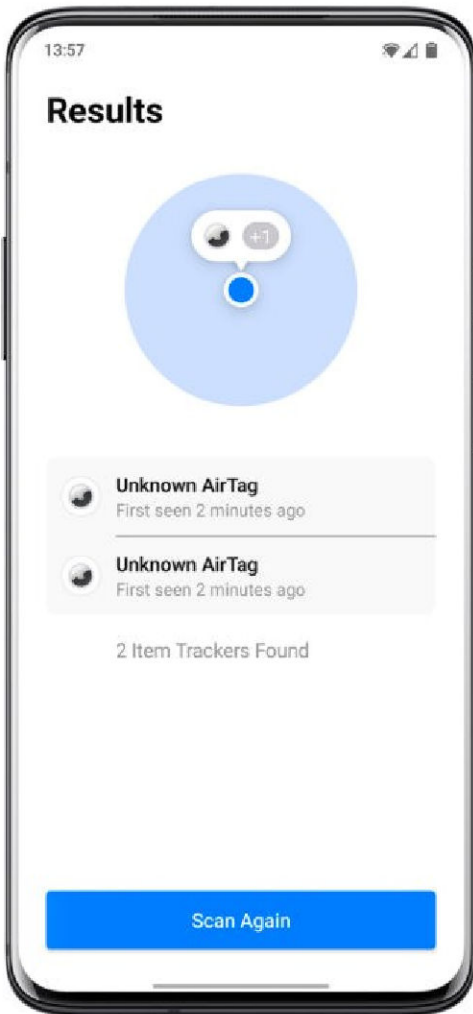 13:57
Results
+1
Unknown AirTag
First seen 2 minutes ago
Unknown AirTag
First seen 2 minutes ago
2 Item Trackers Found
Scan Again